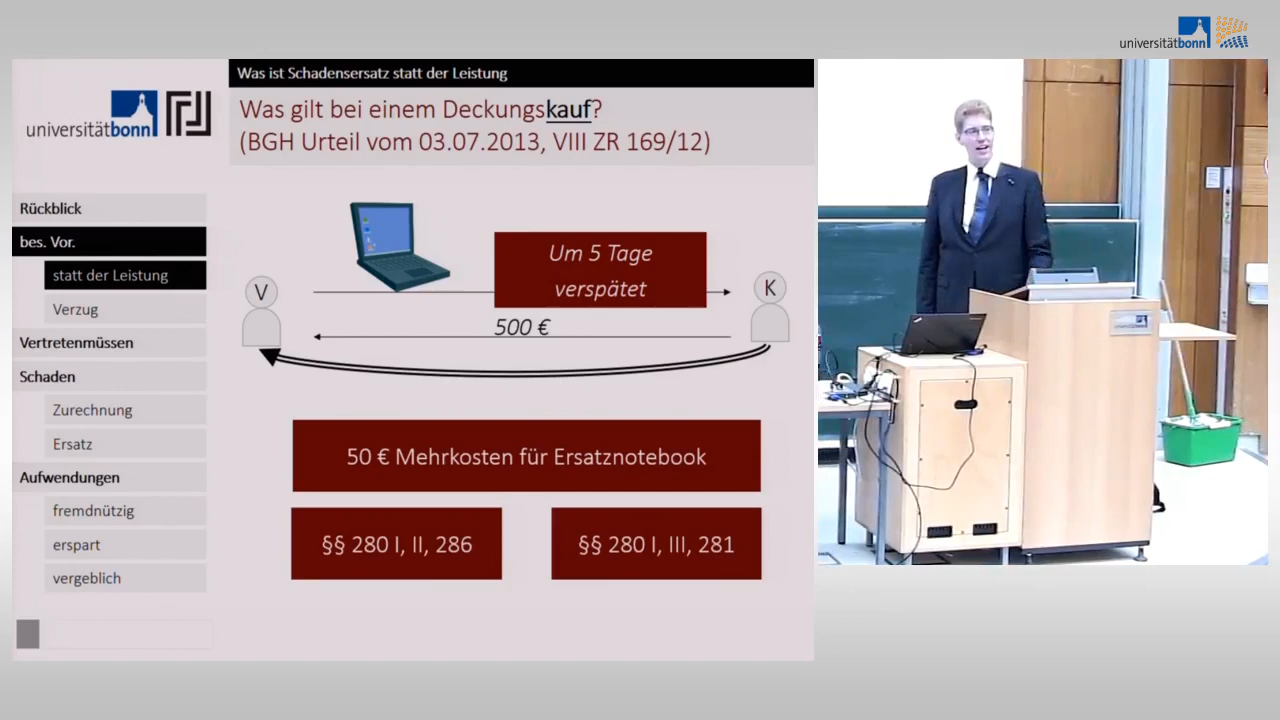 universitätbonn
Was ist Schadensersatz statt der Leistung
Was gilt bei einem Deckungskauf?
(BGH Urteil vom 03.07.2013, VIII ZR 169/12)
universitätbonn
Rückblick
bes. Vor.
statt der Leistung
Verzug
Vertretenmüssen
Schaden
Zurechnung
Ersatz
Aufwendungen
fremdnützig
erspart
vergeblich
Um 5 Tage
verspätet
V
K
500 €
50 € Mehrkosten für Ersatznotebook
§§ 280 I, II, 286
§§ 280 I, III, 281
universitätbonn